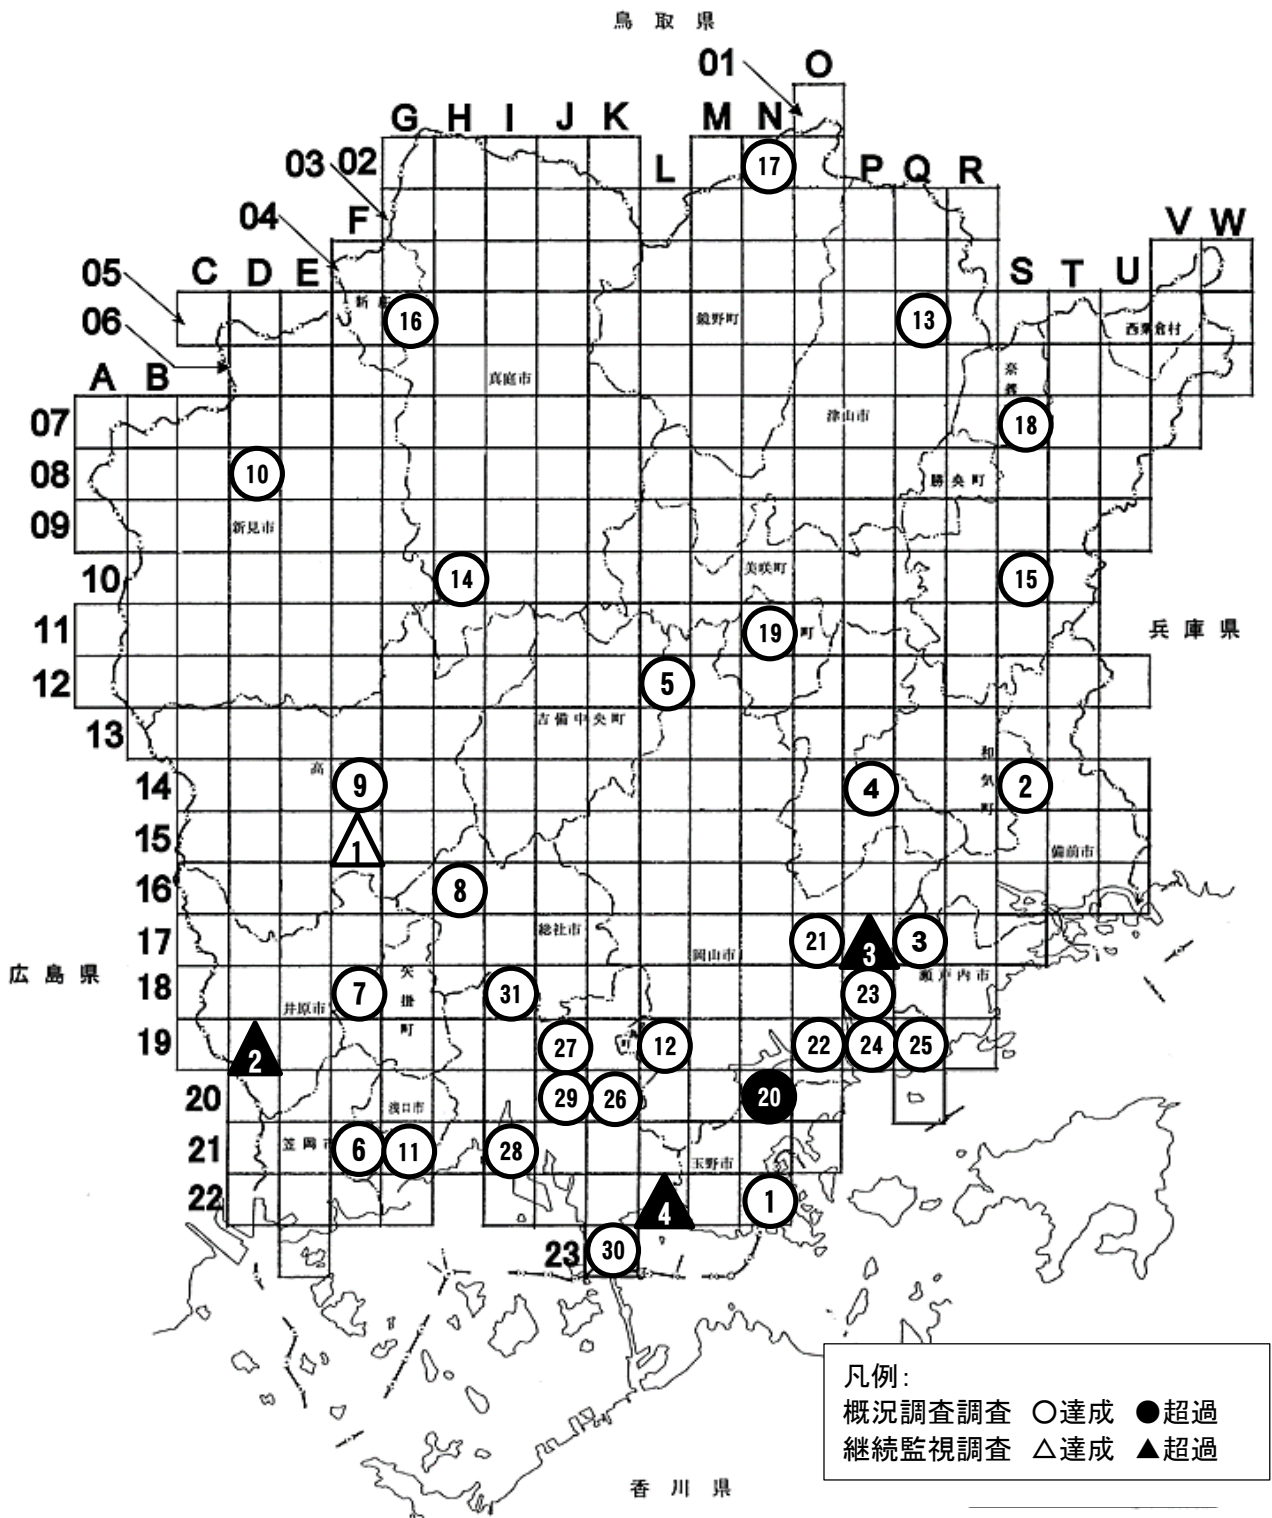 鳥取県
01 O
G H I J K M N
03 02 L 17 P Q R
04 F
05 C D E S T U V W
06 新庄 16 鏡野町 13 西粟倉村
A B 真庭市 奈
07 津山市 18
08 10 勝央町
09 新見市
10 14 美咲町 15
11 19 町 兵庫県
12 5
13 吉備中央町
14 高 9 4 和気町 2
15 1 備前市
16 8
17 総社市 岡山市 21 3 3
広島県
18 井原市 7 矢掛町 31 23 瀬戸内市
19 2 27 町 12 22 24 25
20 浅口市 29 26 20
21 笠岡市 6 11 28 玉野市
22 4 1
23 30
凡例:
概況調査調査 ○達成 ●超過
継続監視調査 △達成 ▲超過
香川県